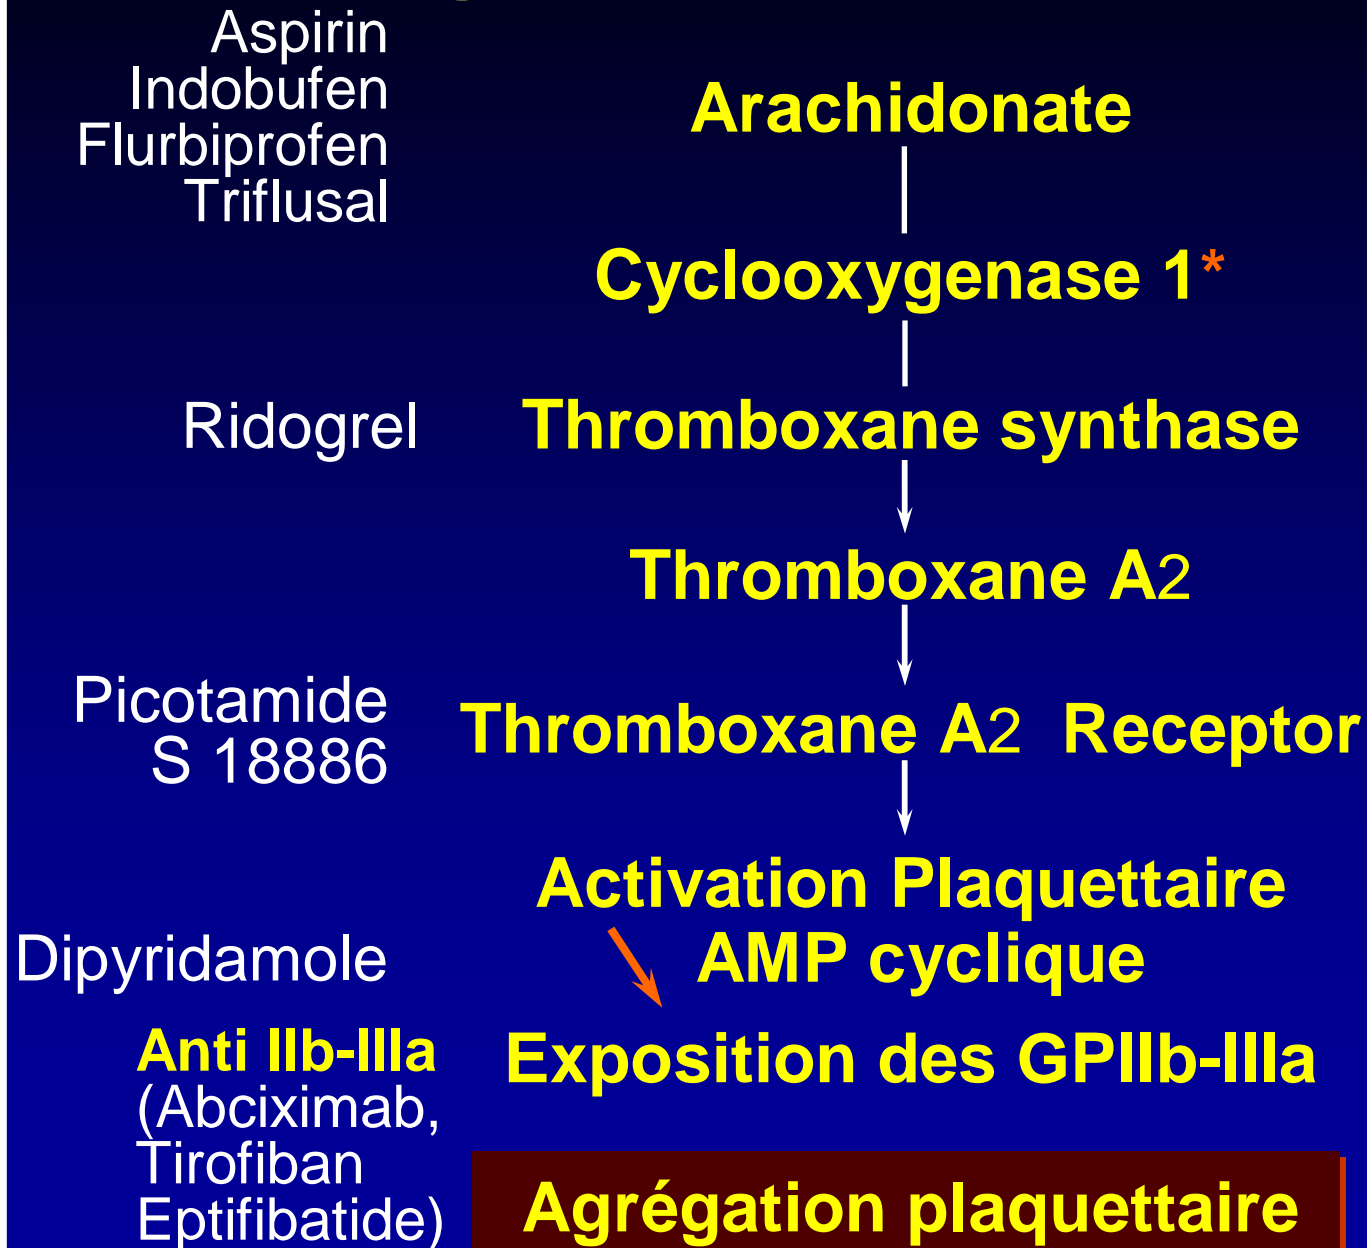 Aspirin
Indobufen
Flurbiprofen
Triflusal
Arachidonate
Cyclooxygenase 1*
Ridogrel
Thromboxane synthase
Thromboxane A2
Picotamide
S 18886
Thromboxane A2 Receptor
Activation Plaquettaire
Dipyridamole
AMP cyclique
Anti IIb-IIIa
(Abciximab,
Tirofiban
Eptifibatide)
Exposition des GPIIb-IIIa
Agrégation plaquettaire